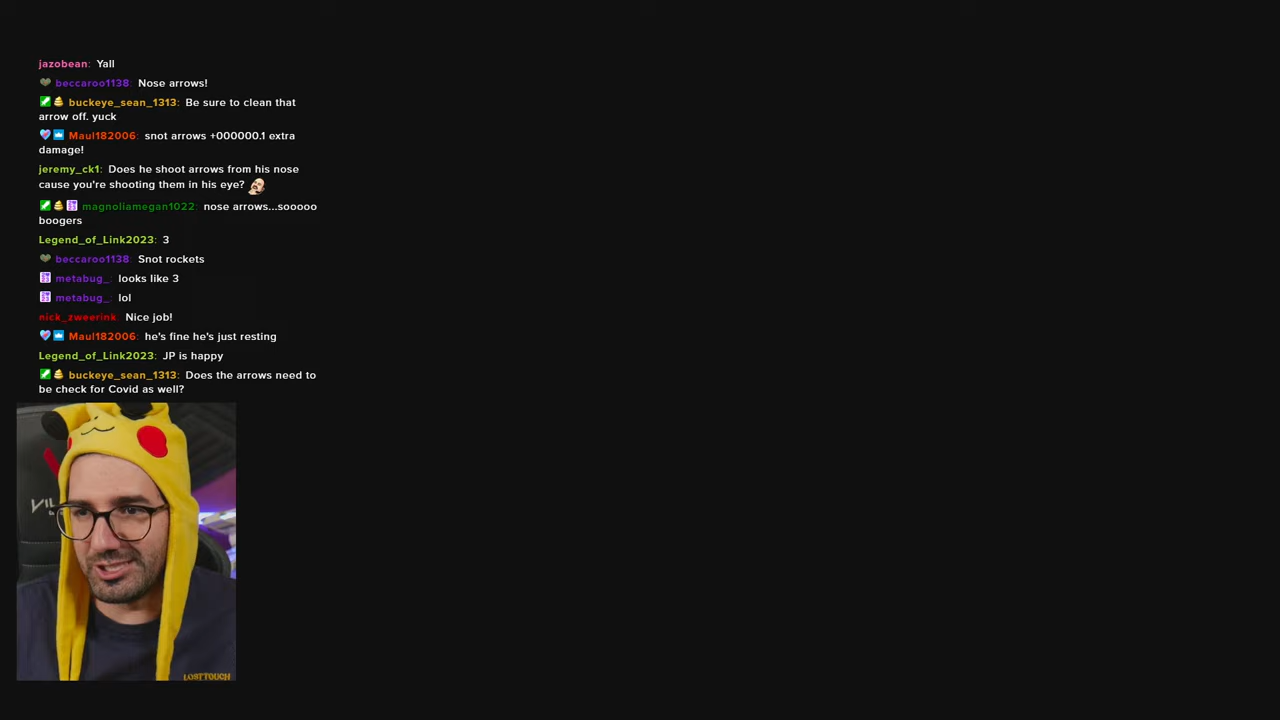 jazobean: Yall
beccaroo1138: Nose arrows!
buckeye_sean_1313: Be sure to clean that
arrow off. yuck
Maul182006: snot arrows +000000.1 extra
damage!
jeremy_ck1: Does he shoot arrows from his nose
cause you're shooting them in his eye?
magnoliamegan1022: nose arrows...sooooo
boogers
Legend_of_Link2023: 3
beccaroo1138: Snot rockets
metabug_: looks like 3
metabug_: lol
nick_zweerink: Nice job!
Maul182006: he's fine he's just resting
Legend_of_Link2023: JP is happy
buckeye_sean_1313: Does the arrows need to
be check for Covid as well?
LOSTTOUCH